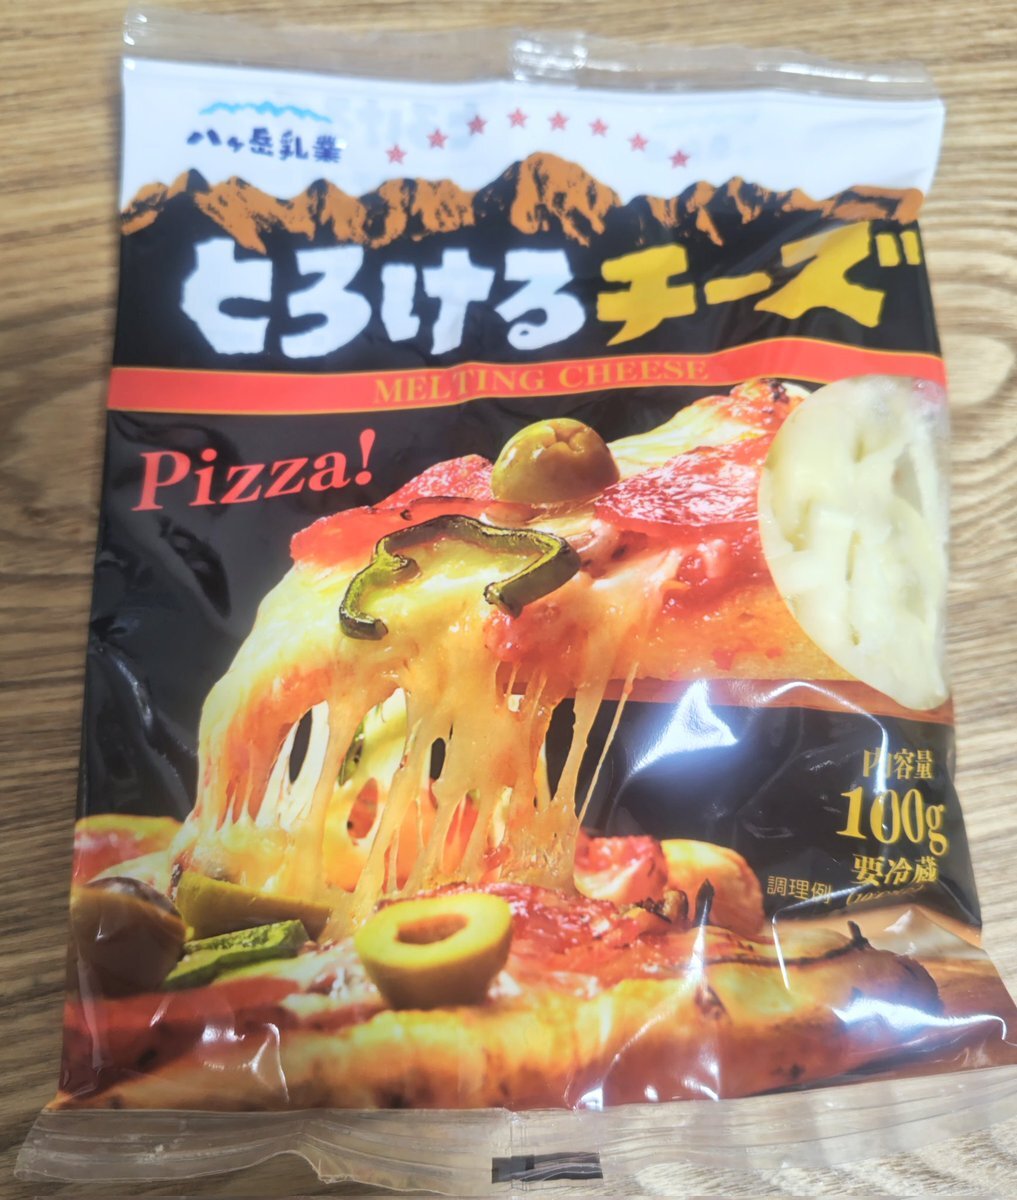 八ヶ岳乳業
とろけるチーズ
MELTING CHEESE
Pizza!
内容量
100g
要冷蔵
調理例